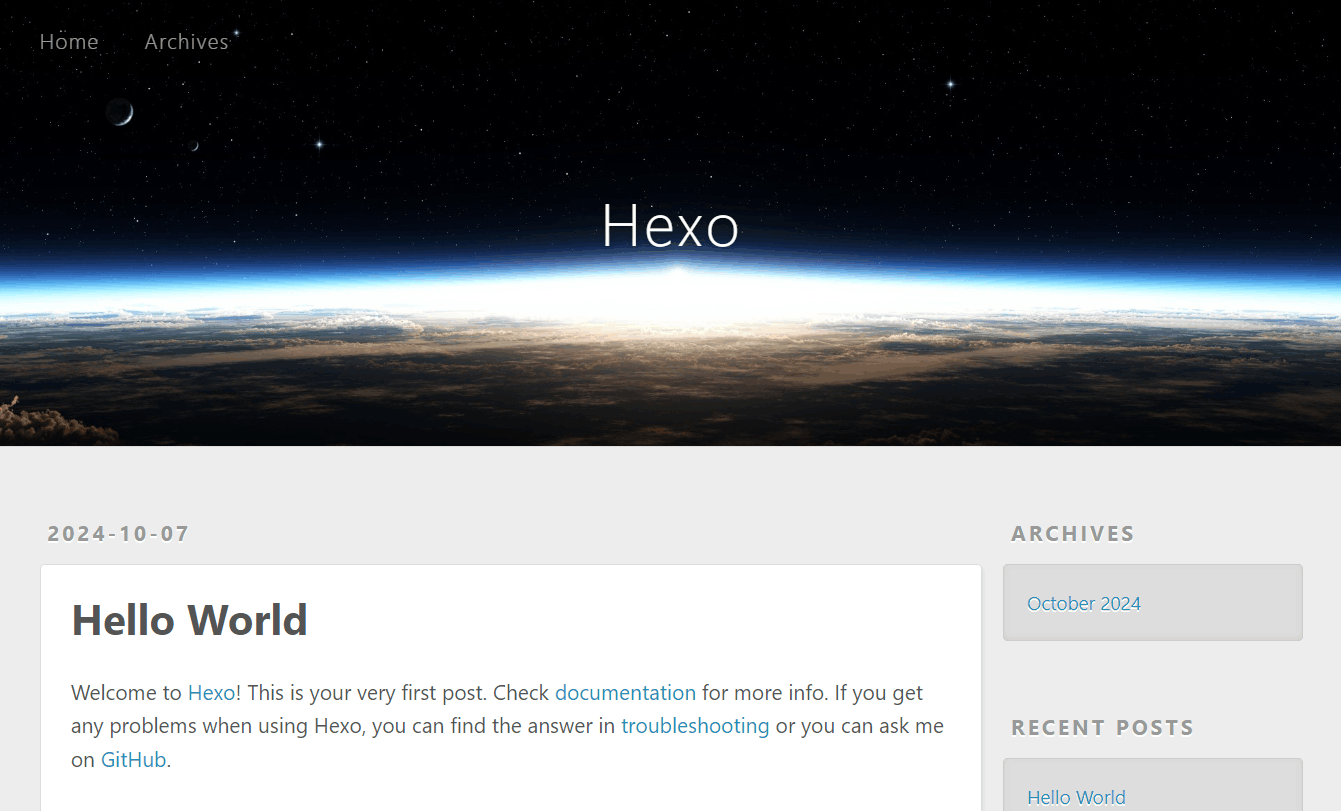 Home Archives
Hexo
2024-10-07
Hello World
Welcome to Hexo! This is your very first post. Check documentation for more info. If you get
any problems when using Hexo, you can find the answer in troubleshooting or you can ask me
on GitHub.
ARCHIVES
October 2024
RECENT POSTS
Hello World